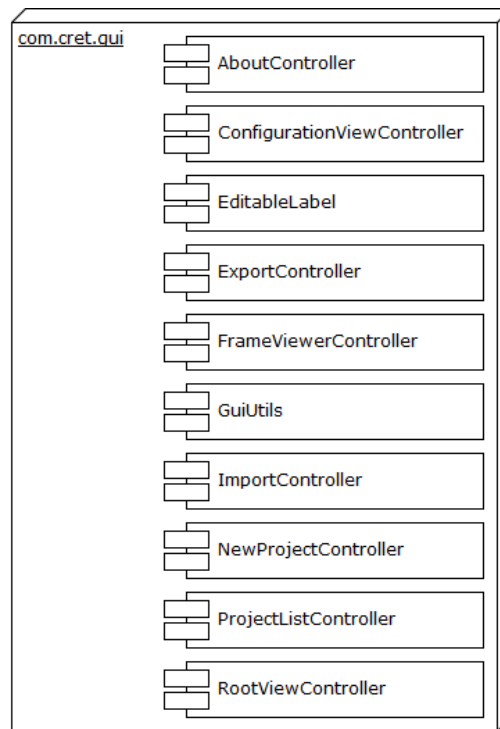 com.cret.gui
AboutController
ConfigurationViewController
EditableLabel
ExportController
FrameViewerController
GuiUtils
ImportController
NewProjectController
ProjectListController
RootViewController